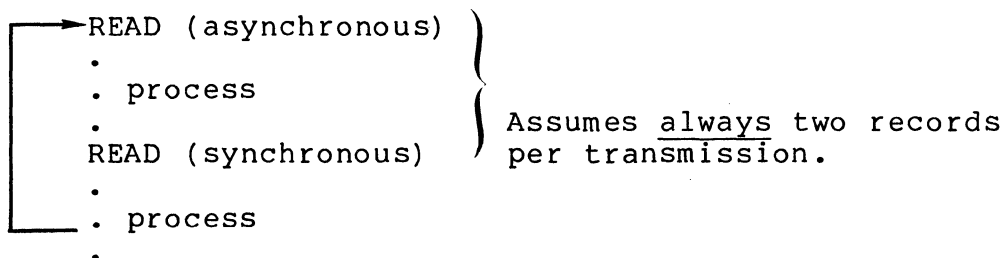 READ (asynchronous)
.
. process
.
READ (synchronous)
.
. process
.
Assumes always two records
per transmission.